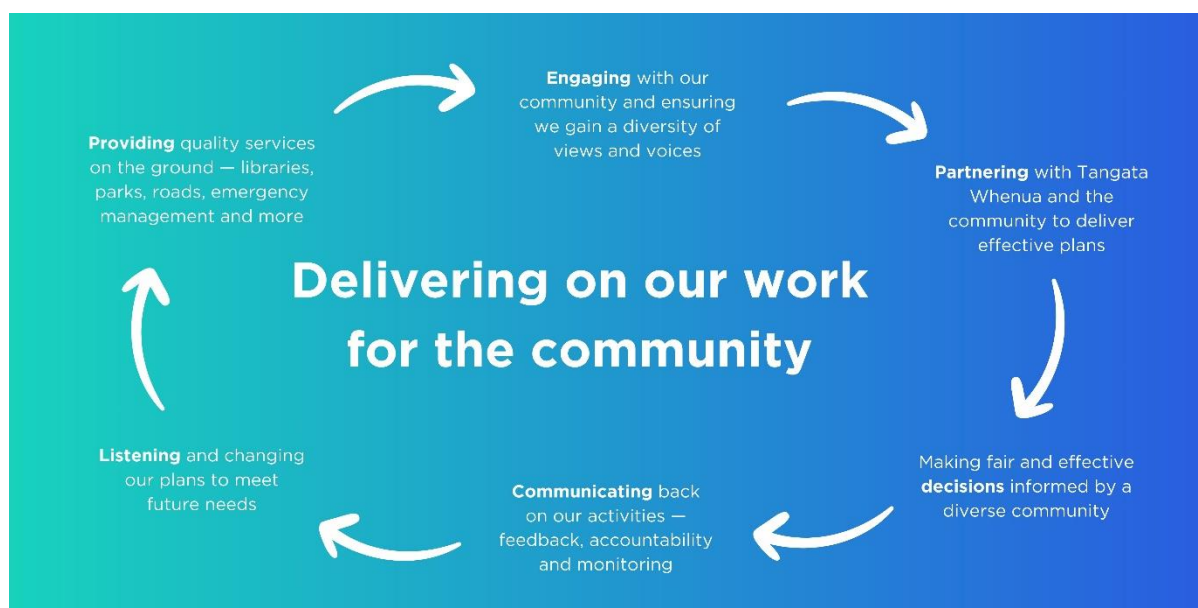 Delivering on our work
for the community
Engaging with our
community and ensuring
we gain a diversity of
views and voices
Partnering with Tangata
Whenua and the
community to deliver
effective plans
Making fair and effective
decisions informed by a
diverse community
Communicating back
on our activities —
feedback, accountability
and monitoring
Listening and changing
our plans to meet
future needs
Providing quality services
on the ground — libraries,
parks, roads, emergency
management and more